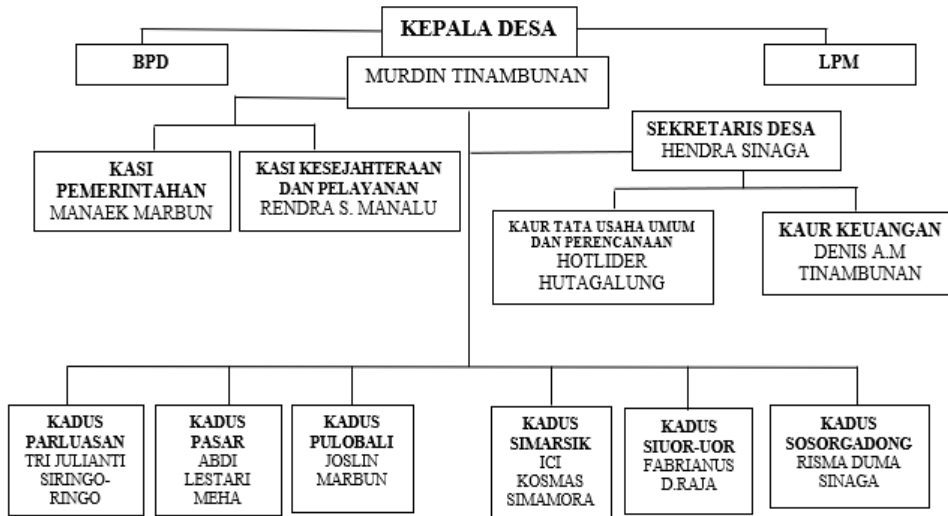 KEPALA DESA
BPD
LPM
MURDIN TINAMBUNAN
SEKRETARIS DESA
HENDRA SINAGA
KASI
PEMERINTAHAN
MANAEK MARBUN
KASI KESEJAHTERAAN
DAN PELAYANAN
RENDRA S. MANALU
KAUR TATA USAHA UMUM
DAN PERENCANAAN
HOTLIDER
HUTAGALUNG
KAUR KEUANGAN
DENIS A.M
TINAMBUNAN
KADUS
PARLUASAN
TRI JULIANTI
SIRINGO-
RINGO
KADUS
PASAR
ABDI
LESTARI
MEHA
KADUS
PULOBALI
JOSLIN
MARBUN
KADUS
SIMARSIK
ICI
KOSMAS
SIMAMORA
KADUS
SIUOR-UOR
FABRIANUS
D.RAJA
KADUS
SOSORGADONG
RISMA DUMA
SINAGA